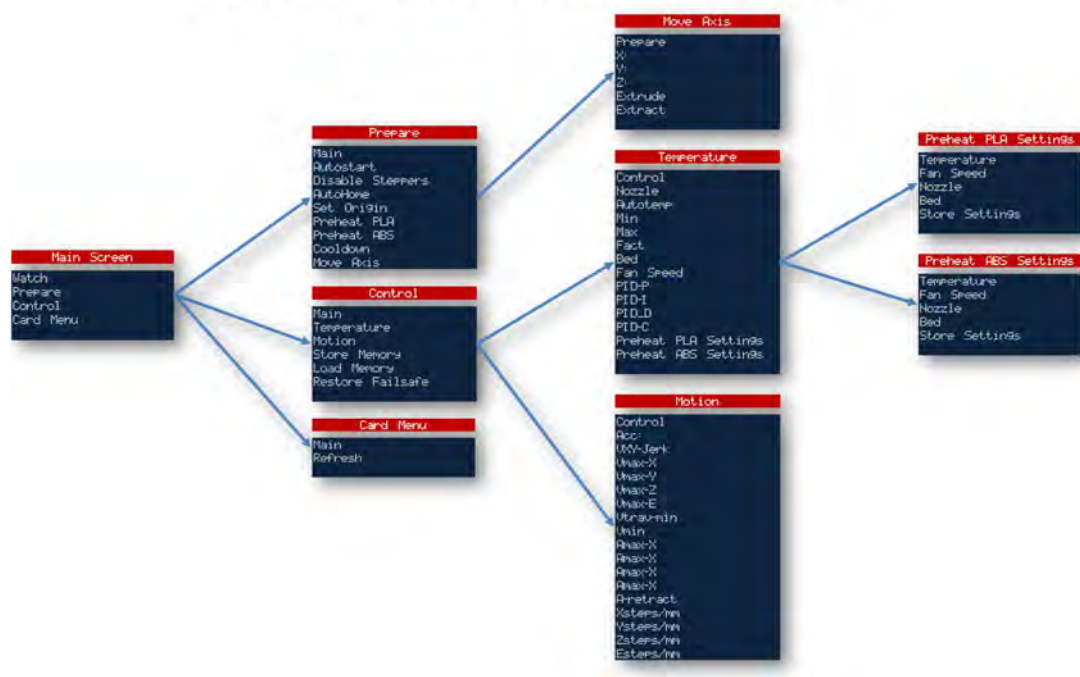 Main Screen
Watch
Prepare
Control
Card Menu
Prepare
Main
Autostart
Disable Steppers
AutoHome
Set Origin
Preheat PLA
Preheat ABS
Cooldown
Move Axis
Control
Main
Temperature
Motion
Store Memory
Load Memory
Restore Failsafe
Card Menu
Main
Refresh
Move Axis
Prepare
X:
Y:
Z:
Extrude
Extract
Temperature
Control
Nozzle
Autotemp
Min
Max
Fact
Bed
Fan Speed
PID-P
PID-I
PID_D
PID-C
Preheat PLA Settings
Preheat ABS Settings
Motion
Control
Acc:
VXY-Jerk
Vmax-X
Vmax-Y
Vmax-Z
Vmax-E
Vtrav-min
Vmin
Amax-X
Amax-X
Amax-X
Amax-X
A-retract
Xsteps/mm
Ysteps/mm
Zsteps/mm
Esteps/mm
Preheat PLA Settings
Temperature
Fan Speed
Nozzle
Bed
Store Settings
Preheat ABS Settings
Temperature
Fan Speed
Nozzle
Bed
Store Settings